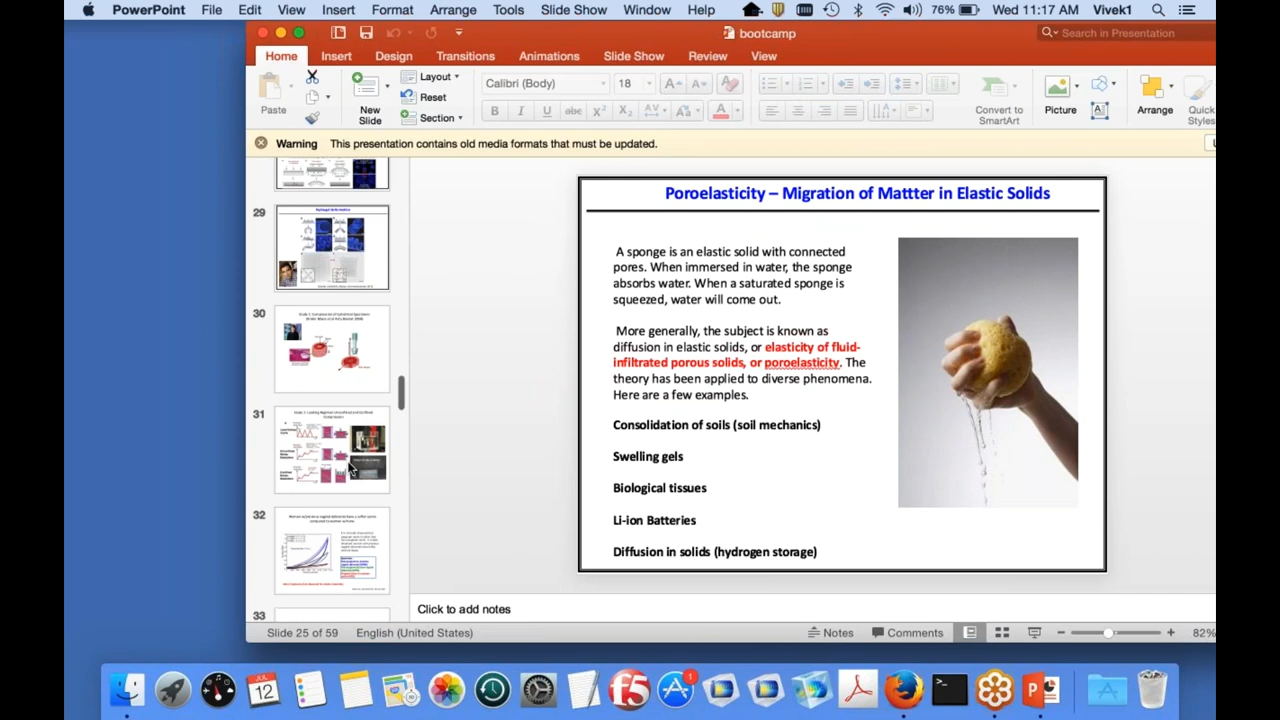 PowerPoint File Edit View Insert Format Arrange Tools Slide Show Window Help 76% Wed 11:17 AM Vivek1
bootcamp
Search in Presentation
Home Insert Design Transitions Animations Slide Show Review View
Paste
New
Slide
Layout
Reset
Section
Calibri (Body) 18
Convert to
SmartArt
Picture
Arrange
Quick
Styles
Warning This presentation contains old media formats that must be updated.
29
30
31
32
33
Poroelasticity – Migration of Mattter in Elastic Solids
A sponge is an elastic solid with connected
pores. When immersed in water, the sponge
absorbs water. When a saturated sponge is
squeezed, water will come out.
More generally, the subject is known as
diffusion in elastic solids, or elasticity of fluid-
infiltrated porous solids, or poroelasticity. The
theory has been applied to diverse phenomena.
Here are a few examples.
Consolidation of soils (soil mechanics)
Swelling gels
Biological tissues
Li-ion Batteries
Diffusion in solids (hydrogen storage)
Click to add notes
Slide 25 of 59 English (United States) Notes Comments 82%
JUL
12
f5
1